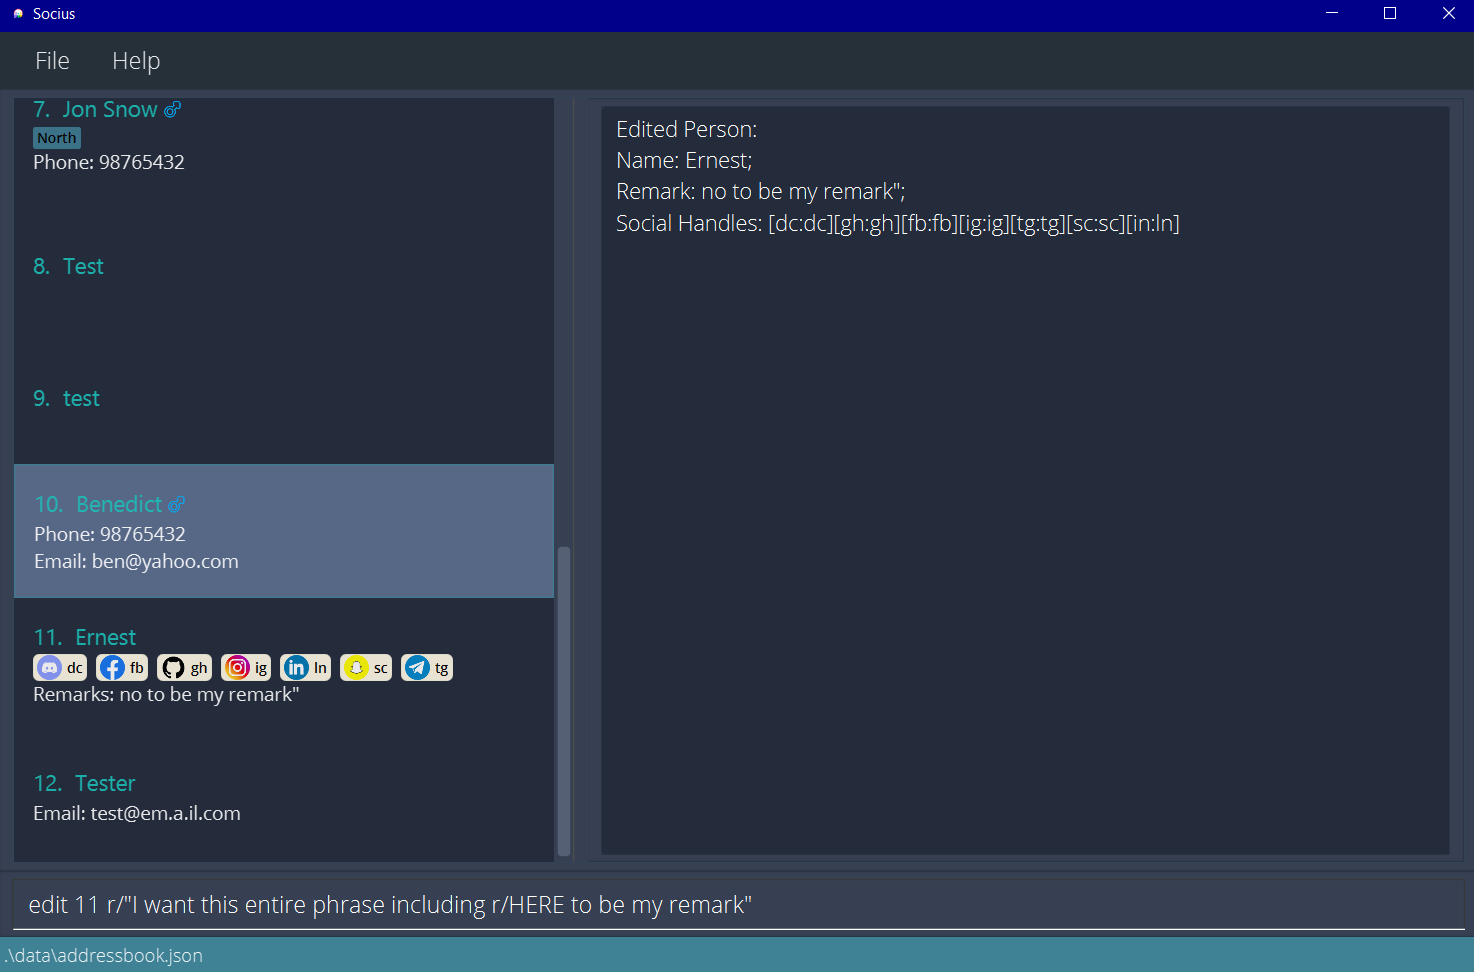 Socius
File Help
7. Jon Snow
North
Phone: 98765432
8. Test
9. test
10. Benedict
Phone: 98765432
Email: ben@yahoo.com
11. Ernest
dc fb gh ig ln sc tg
Remarks: no to be my remark"
12. Tester
Email: test@em.a.il.com
Edited Person:
Name: Ernest;
Remark: no to be my remark";
Social Handles: [dc:dc][gh:gh][fb:fb][ig:ig][tg:tg][sc:sc][in:ln]
edit 11 r/"I want this entire phrase including r/HERE to be my remark"
.\data\addressbook.json